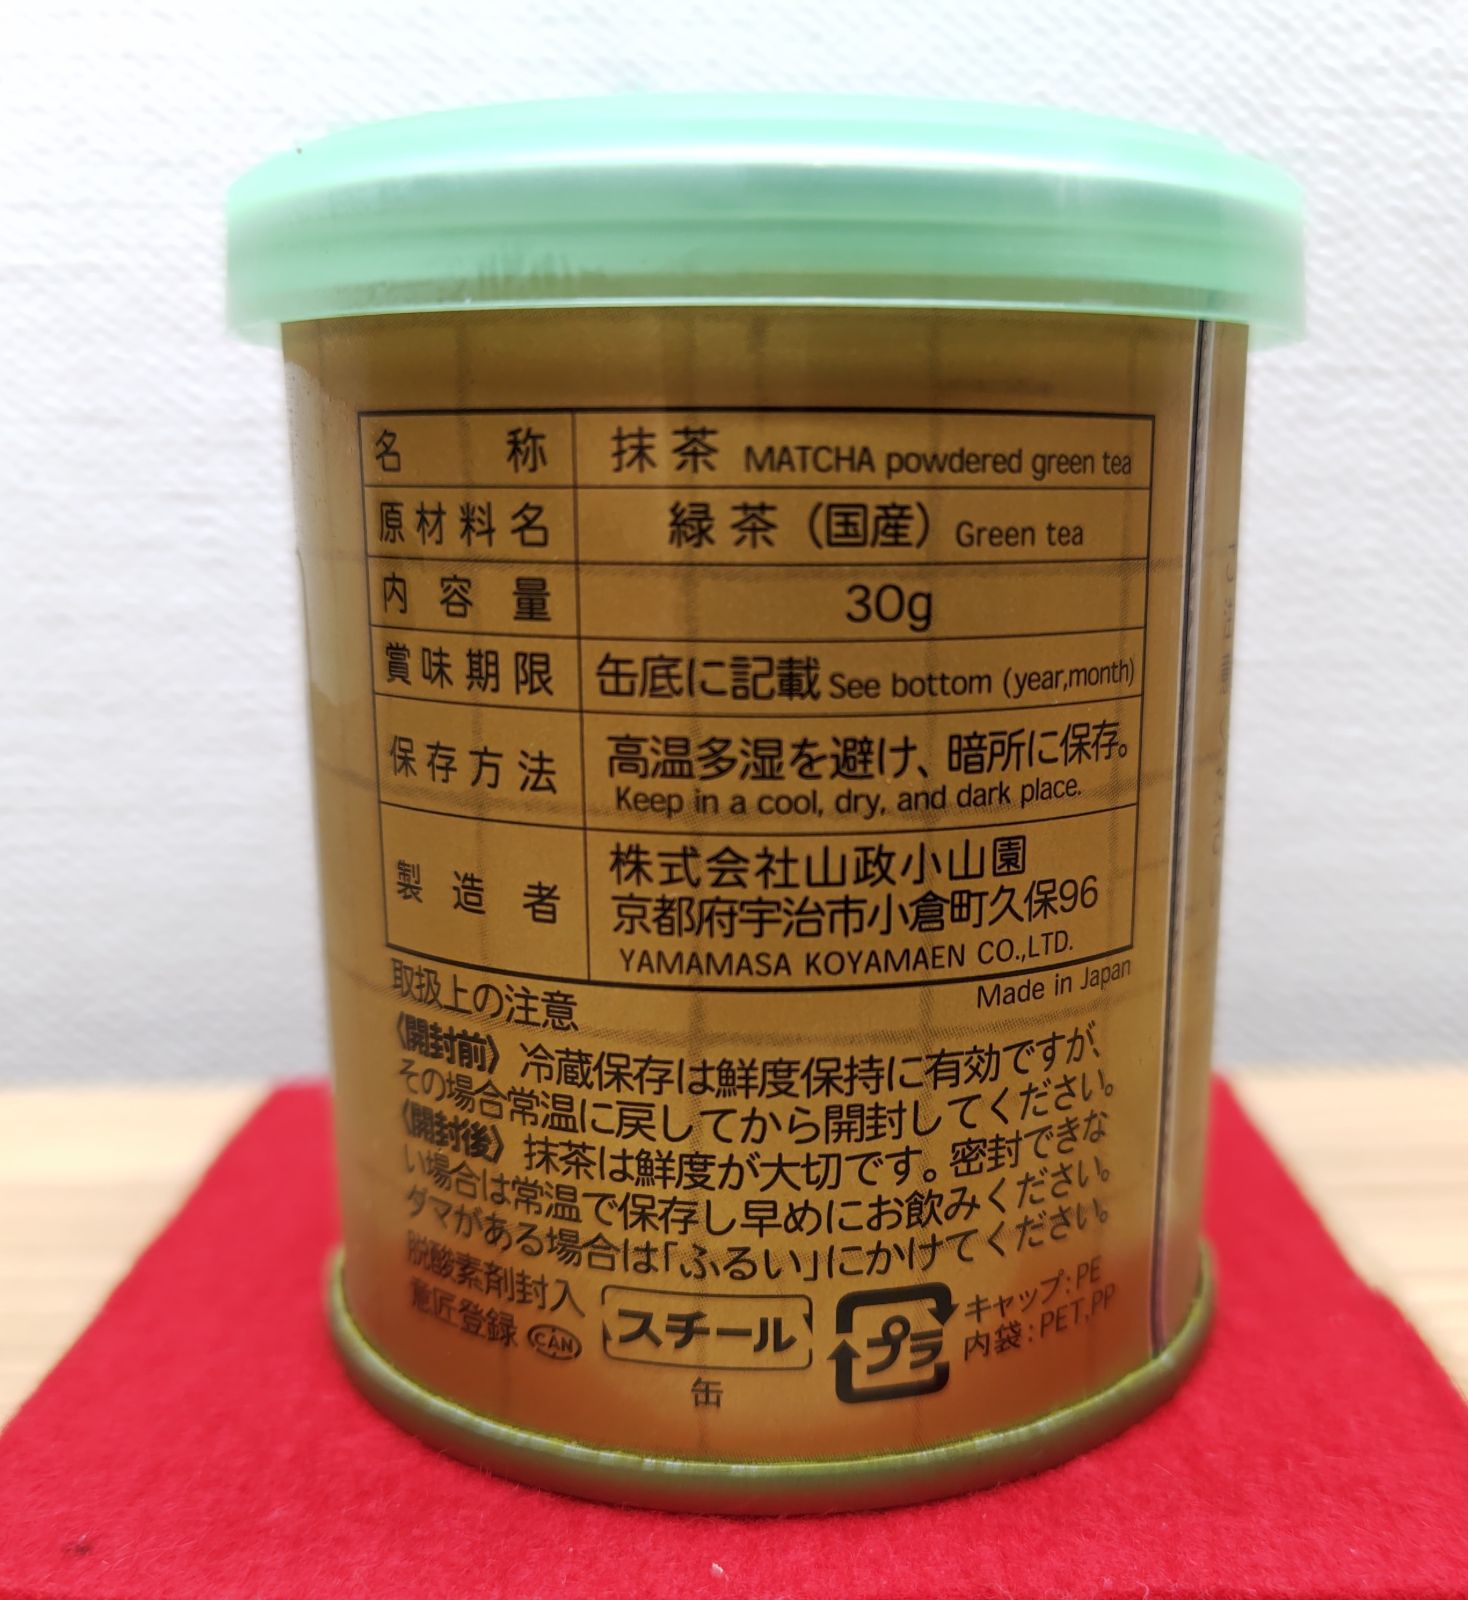 名称 抹茶 MATCHA powdered green tea
原材料名 緑茶（国産） Green tea
内容量 30g
賞味期限 缶底に記載 See bottom (year,month)
保存方法 高温多湿を避け、暗所に保存。
Keep in a cool, dry, and dark place.
製造者 株式会社山政小山園
京都府宇治市小倉町久保96
YAMAMASA KOYAMAEN CO.,LTD.
取扱上の注意 Made in Japan
〈開封前〉冷蔵保存は鮮度保持に有効ですが、
その場合常温に戻してから開封してください。
〈開封後〉抹茶は鮮度が大切です。密封できな
い場合は常温で保存し早めにお飲みください。
ダマがある場合は「ふるい」にかけてください。
脱酸素剤封入
意匠登録 CAN
スチール
缶
プラ
キャップ：PE
内袋：PET,PP